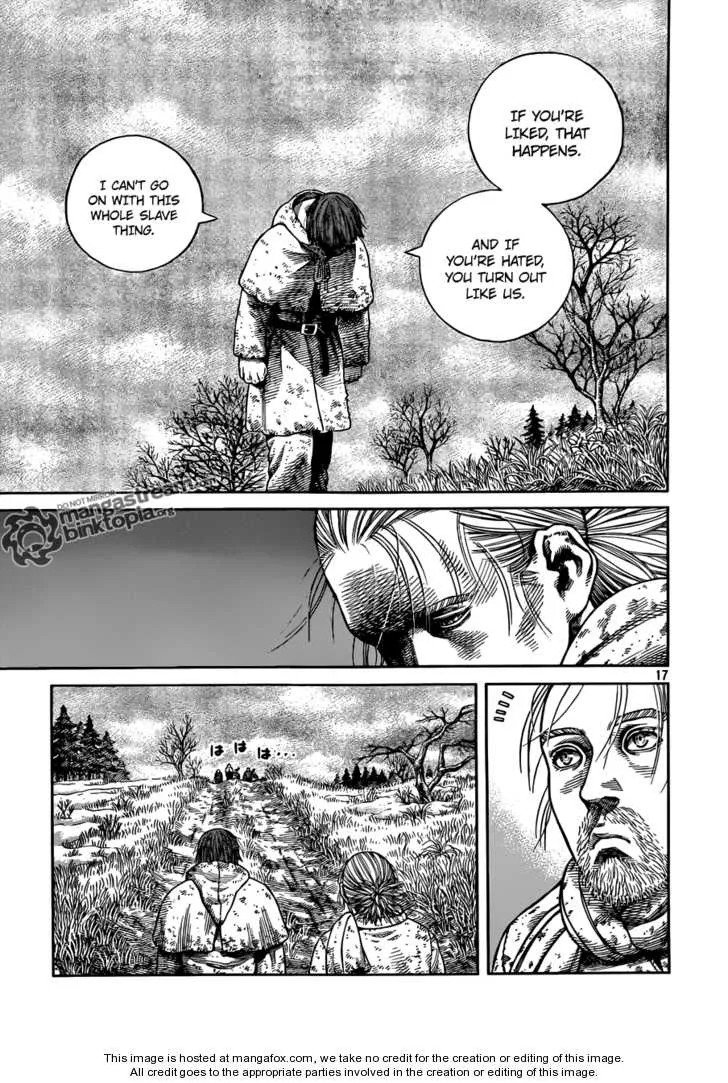 IF YOU'RE
LIKED, THAT
HAPPENS.
AND IF
YOU'RE HATED,
YOU TURN OUT
LIKE US.
I CAN'T GO
ON WITH THIS
WHOLE SLAVE
THING.
DO NOT MIRROR
mangastream
binktopia.org
17
は は は…
This image is hosted at mangafox.com, we take no credit for the creation or editing of this image.
All credit goes to the appropriate parties involved in the creation or editing of this image.